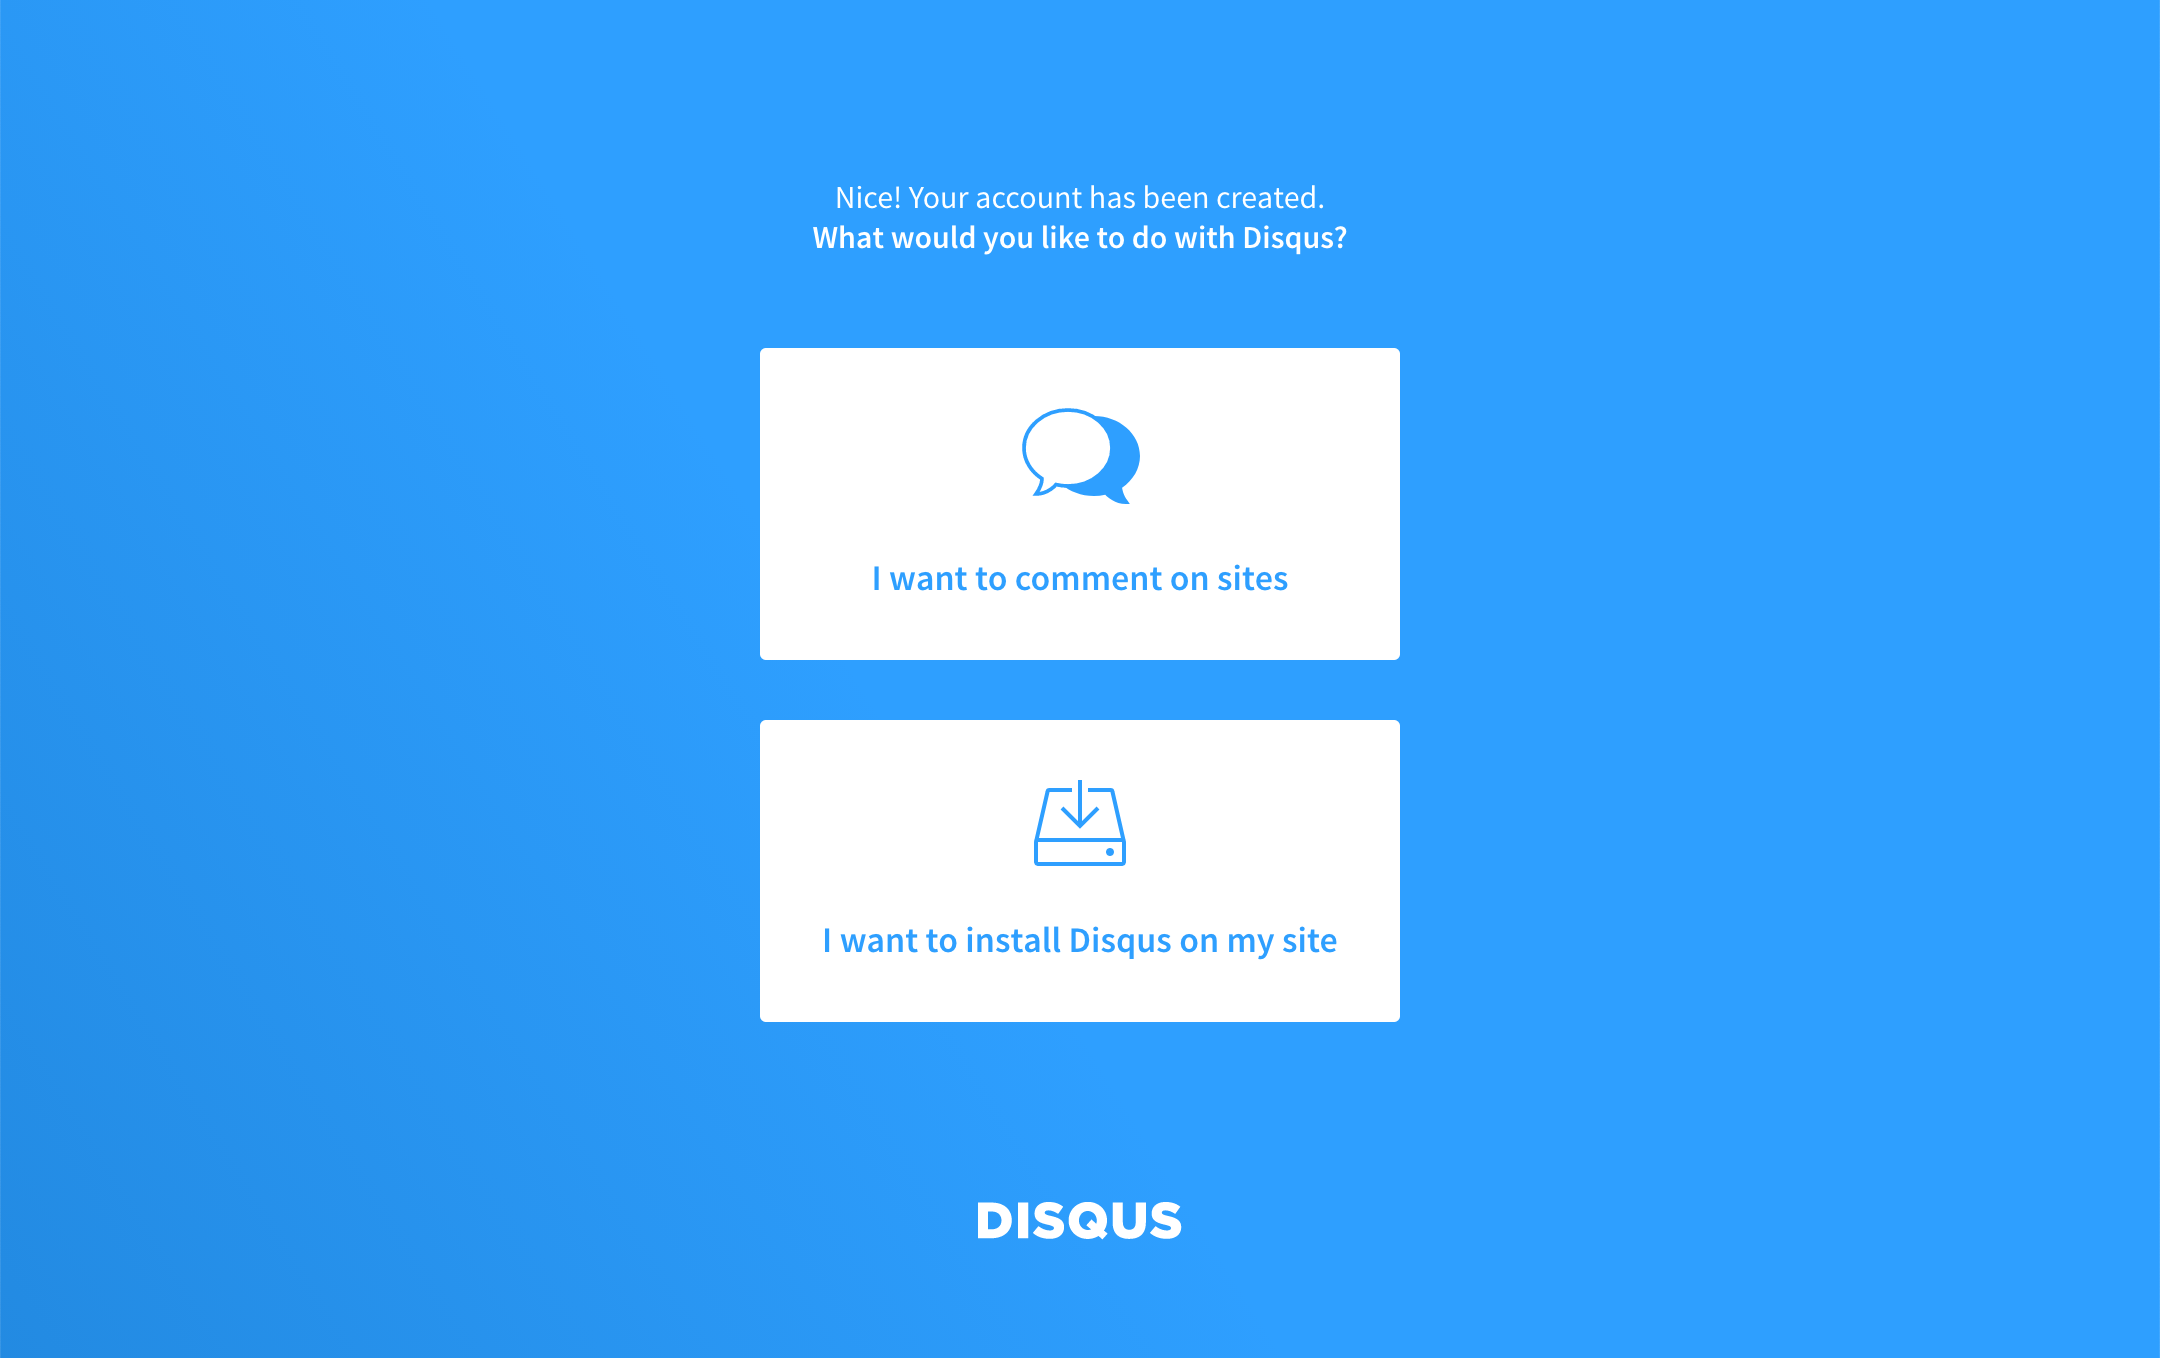 Nice! Your account has been created.
What would you like to do with Disqus?
I want to comment on sites
I want to install Disqus on my site
DISQUS